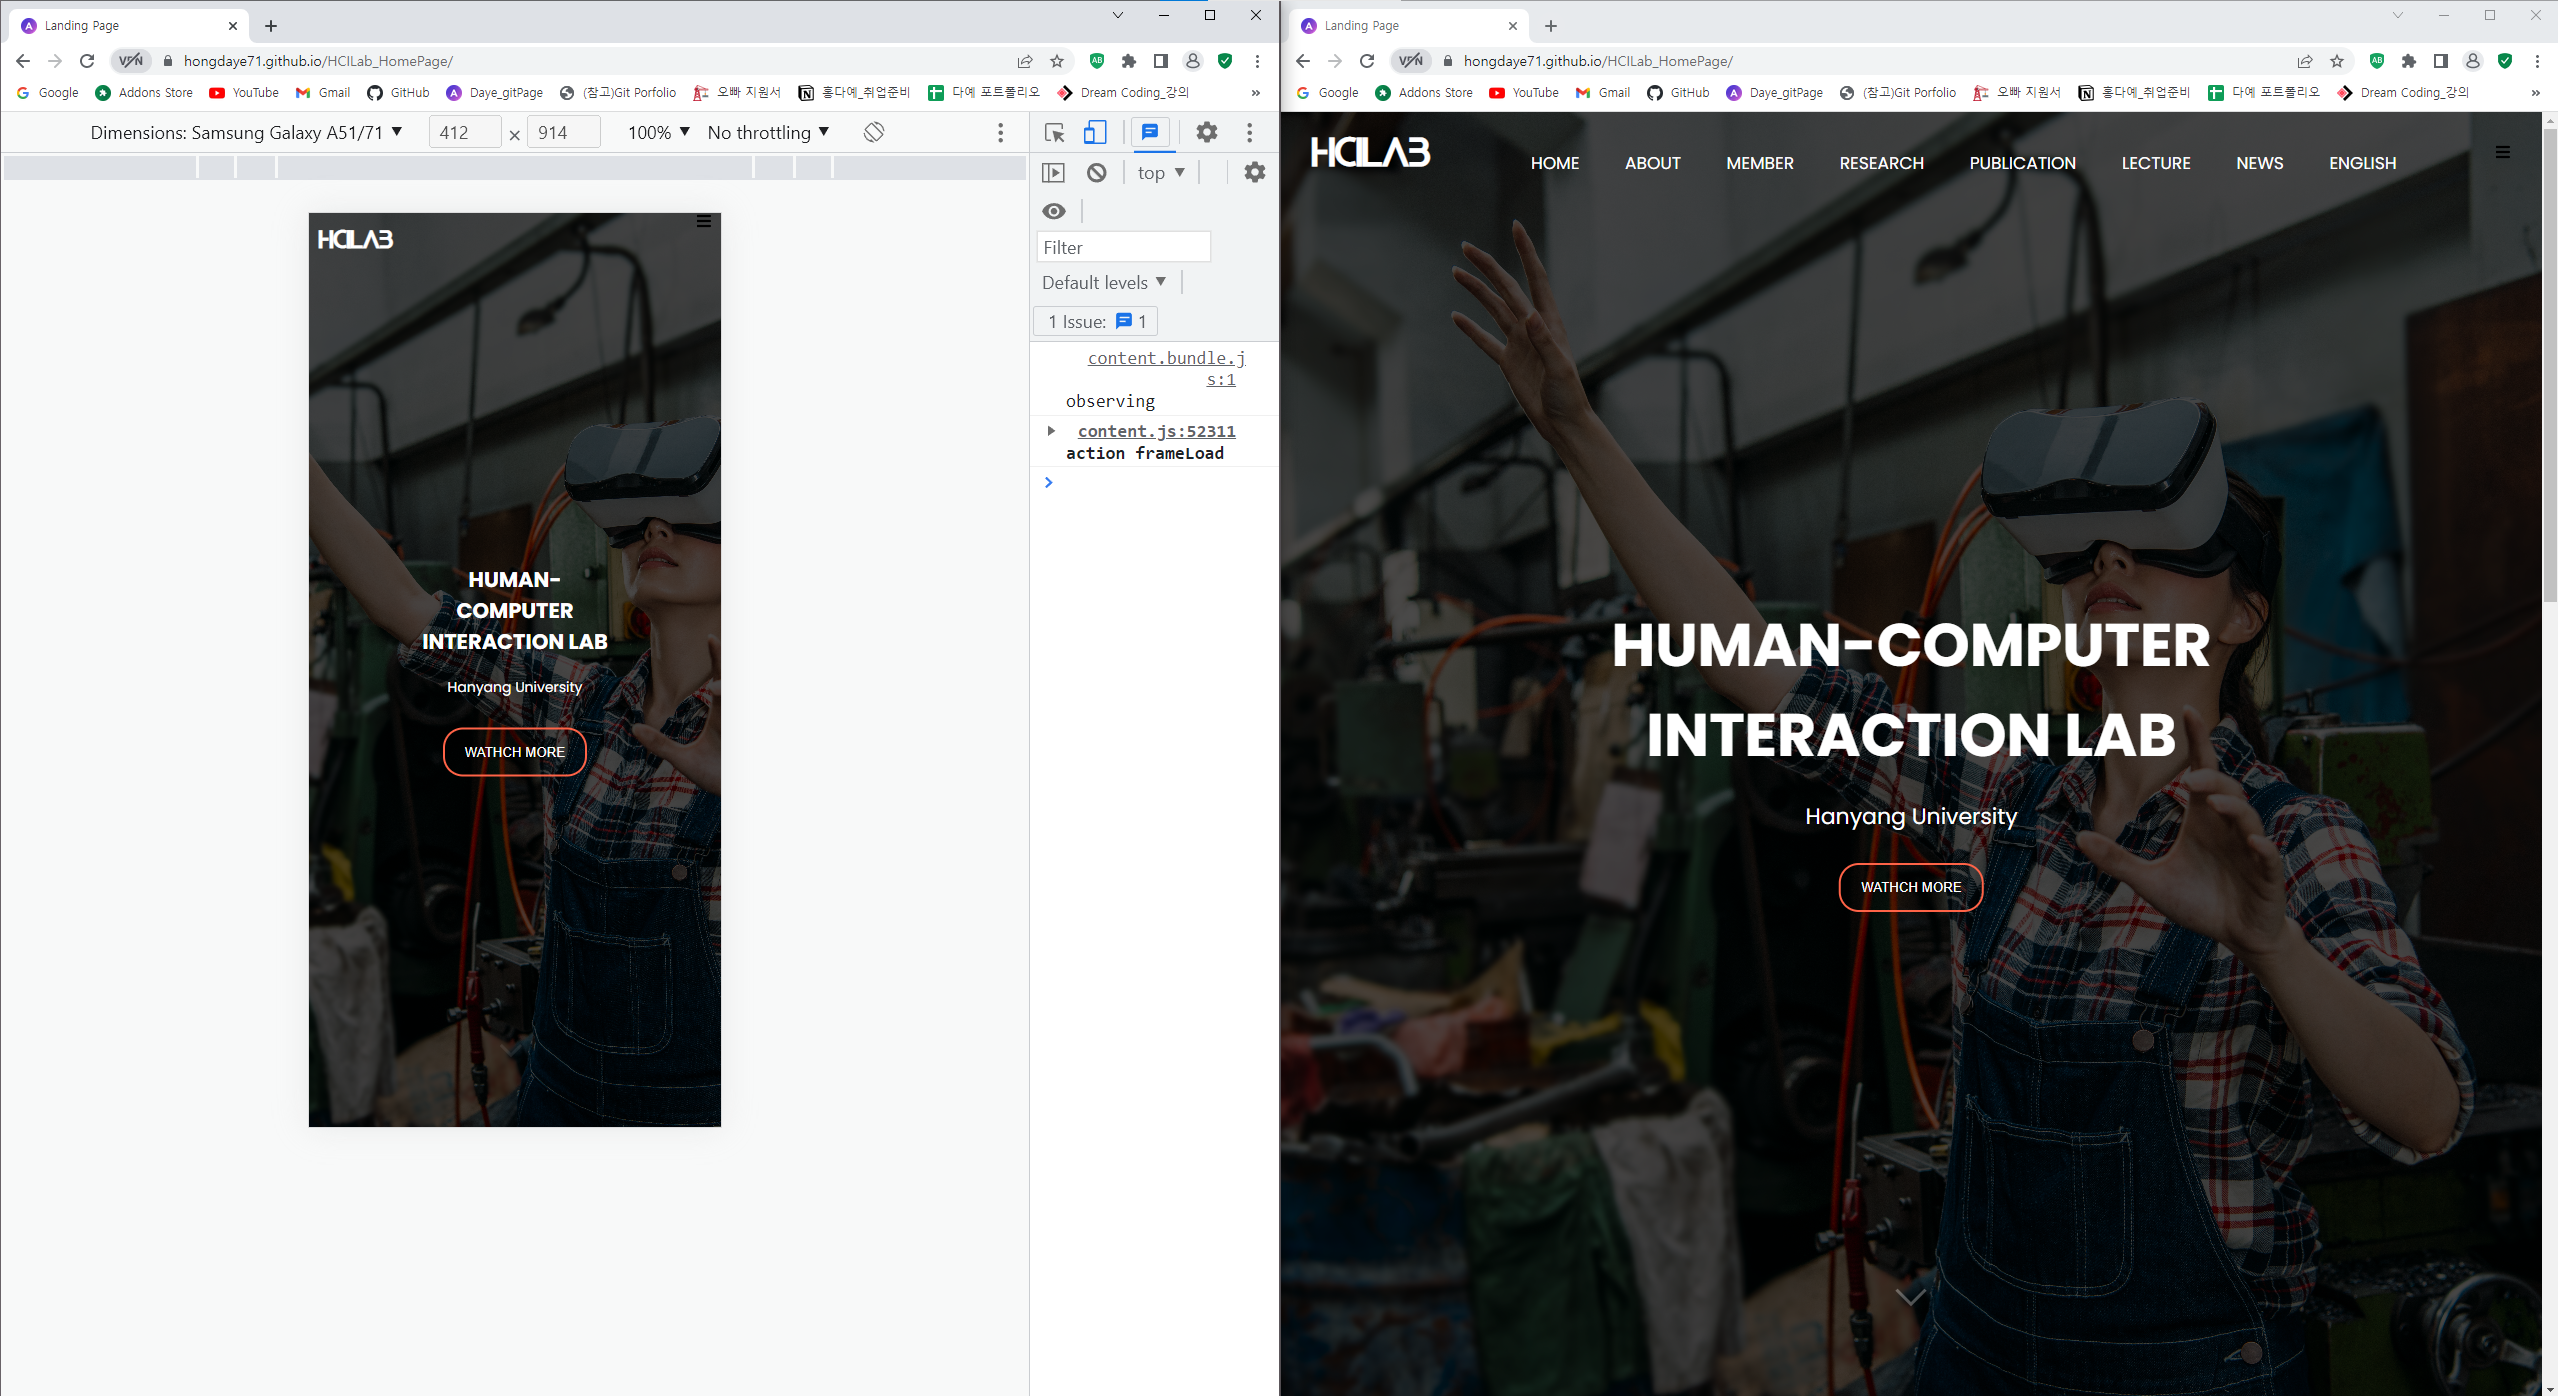 Landing Page
VPN
hongdaye71.github.io/HCILab_HomePage/
Google
Addons Store
YouTube
Gmail
GitHub
Daye_gitPage
(참고)Git Porfolio
오빠 지원서
홍다예_취업준비
다예 포트폴리오
Dream Coding_강의
»
Dimensions: Samsung Galaxy A51/71
412 × 914
100%
No throttling
top
Filter
Default levels
1 Issue: 1
content.bundle.j
s:1
observing
content.js:52311
action frameLoad
HCILAB
HUMAN-
COMPUTER
INTERACTION LAB
Hanyang University
WATHCH MORE
Landing Page
VPN
hongdaye71.github.io/HCILab_HomePage/
Google
Addons Store
YouTube
Gmail
GitHub
Daye_gitPage
(참고)Git Porfolio
오빠 지원서
홍다예_취업준비
다예 포트폴리오
Dream Coding_강의
»
HCILAB
HOME
ABOUT
MEMBER
RESEARCH
PUBLICATION
LECTURE
NEWS
ENGLISH
HUMAN-COMPUTER
INTERACTION LAB
Hanyang University
WATHCH MORE